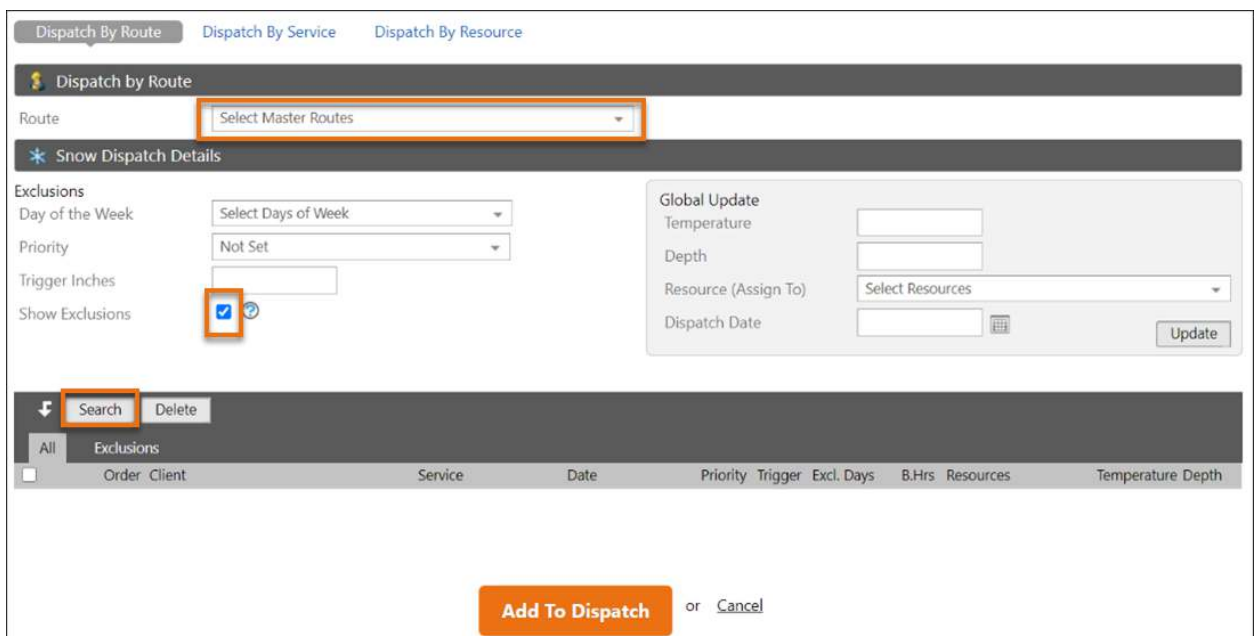 Dispatch By Route Dispatch By Service Dispatch By Resource
Dispatch by Route
Route Select Master Routes
Snow Dispatch Details
Exclusions
Day of the Week Select Days of Week
Priority Not Set
Trigger Inches
Show Exclusions ?
Global Update
Temperature
Depth
Resource (Assign To) Select Resources
Dispatch Date
Update
Search Delete
All Exclusions
Order Client Service Date Priority Trigger Excl. Days B.Hrs Resources Temperature Depth
Add To Dispatch or Cancel